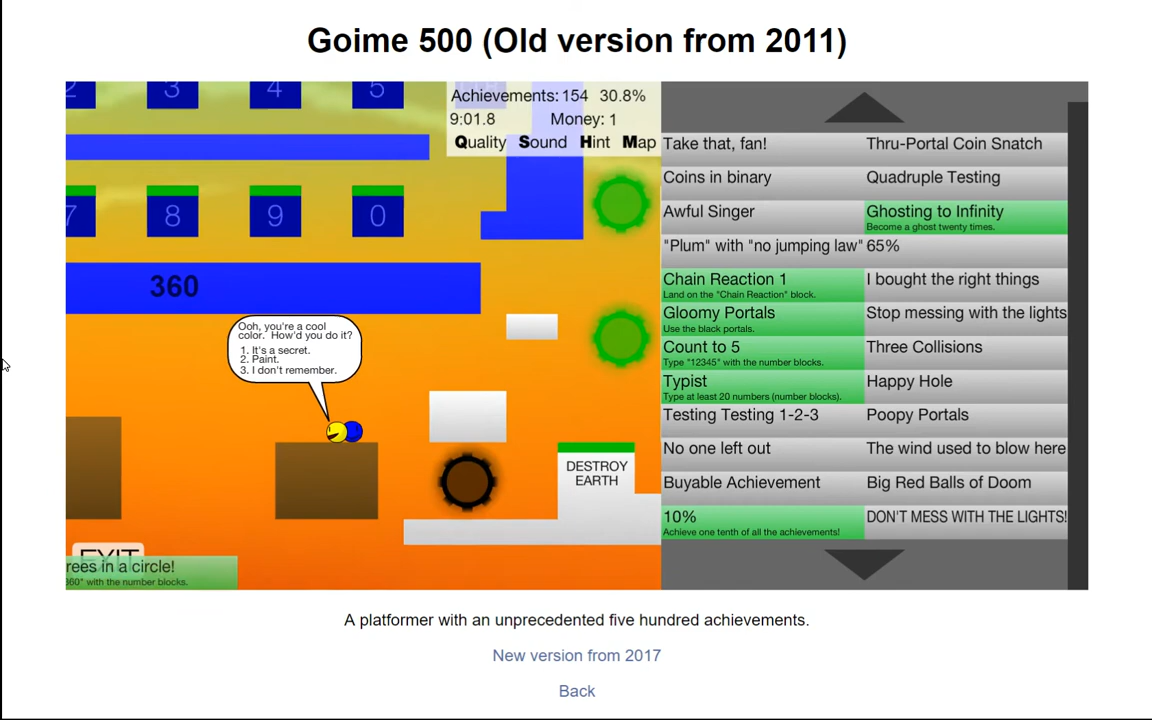 Goime 500 (Old version from 2011)
2 3 4 5
Achievements: 154 30.8%
9:01.8 Money: 1
Quality Sound Hint Map
7 8 9 0
360
Ooh, you're a cool
color. How'd you do it?
1. It's a secret.
2. Paint.
3. I don't remember.
DESTROY
EARTH
EXIT
rees in a circle!
360" with the number blocks.
Take that, fan! Thru-Portal Coin Snatch
Coins in binary Quadruple Testing
Awful Singer Ghosting to Infinity
Become a ghost twenty times.
"Plum" with "no jumping law" 65%
Chain Reaction 1 I bought the right things
Land on the "Chain Reaction" block.
Gloomy Portals Stop messing with the lights
Use the black portals.
Count to 5 Three Collisions
Type "12345" with the number blocks.
Typist Happy Hole
Type at least 20 numbers (number blocks).
Testing Testing 1-2-3 Poopy Portals
No one left out The wind used to blow here
Buyable Achievement Big Red Balls of Doom
10% DON'T MESS WITH THE LIGHTS!
Achieve one tenth of all the achievements!
A platformer with an unprecedented five hundred achievements.
New version from 2017
Back